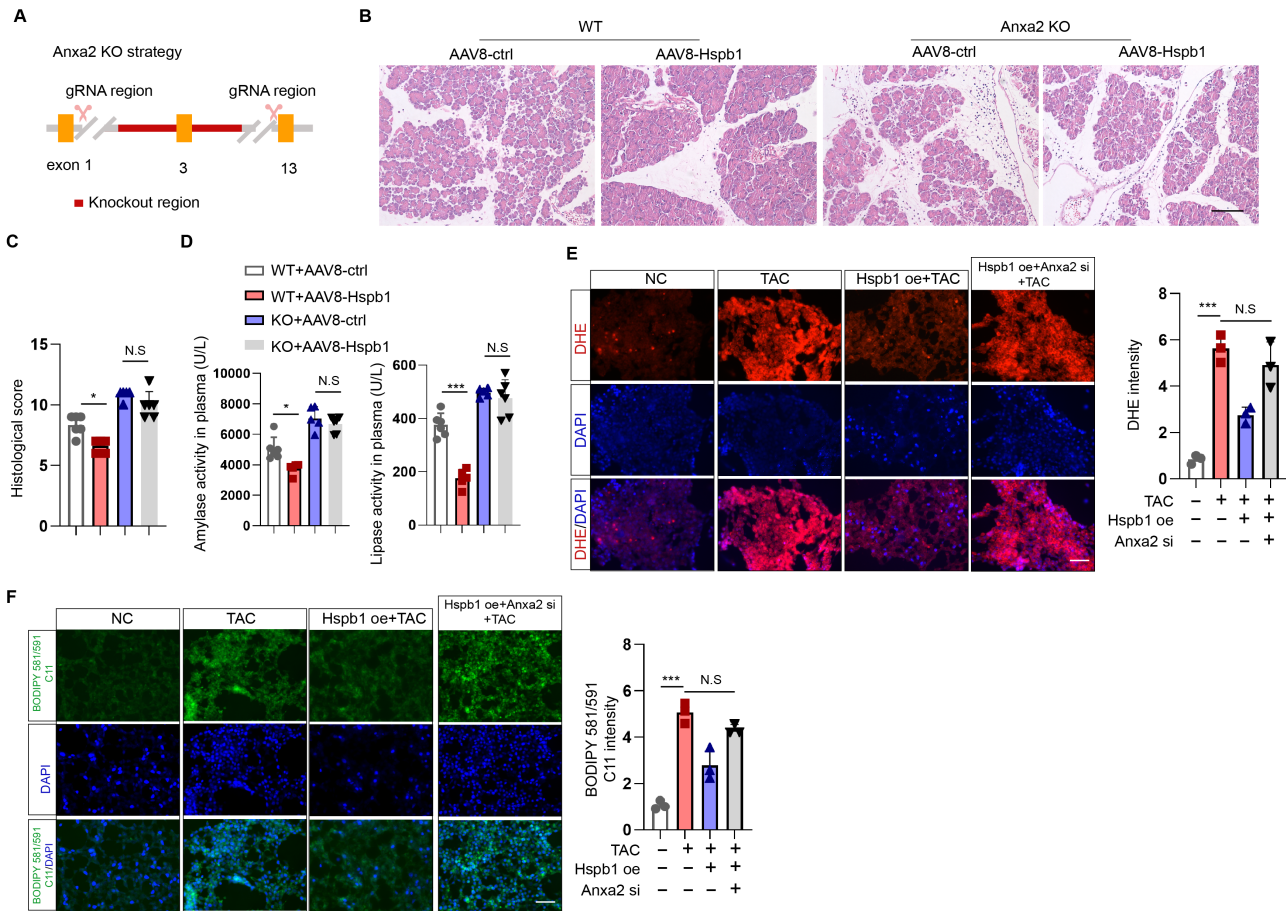 A
Anxa2 KO strategy
gRNA region
gRNA region
exon 1
3
13
Knockout region
B
WT
Anxa2 KO
AAV8-ctrl
AAV8-Hspb1
AAV8-ctrl
AAV8-Hspb1
C
Histological score
15
10
5
0
*
N.S
D
WT+AAV8-ctrl
WT+AAV8-Hspb1
KO+AAV8-ctrl
KO+AAV8-Hspb1
Amylase activity in plasma (U/L)
10000
8000
6000
4000
2000
0
*
N.S
Lipase activity in plasma (U/L)
600
400
200
0
***
N.S
E
NC
TAC
Hspb1 oe+TAC
Hspb1 oe+Anxa2 si
+TAC
DHE
DAPI
DHE/DAPI
DHE intensity
8
6
4
2
0
***
N.S
TAC – + + +
Hspb1 oe – – + +
Anxa2 si – – – +
F
NC
TAC
Hspb1 oe+TAC
Hspb1 oe+Anxa2 si
+TAC
BODIPY 581/591
C11
DAPI
BODIPY 581/591
C11/DAPI
BODIPY 581/591
C11 intensity
8
6
4
2
0
***
N.S
TAC – + + +
Hspb1 oe – – + +
Anxa2 si – – – +